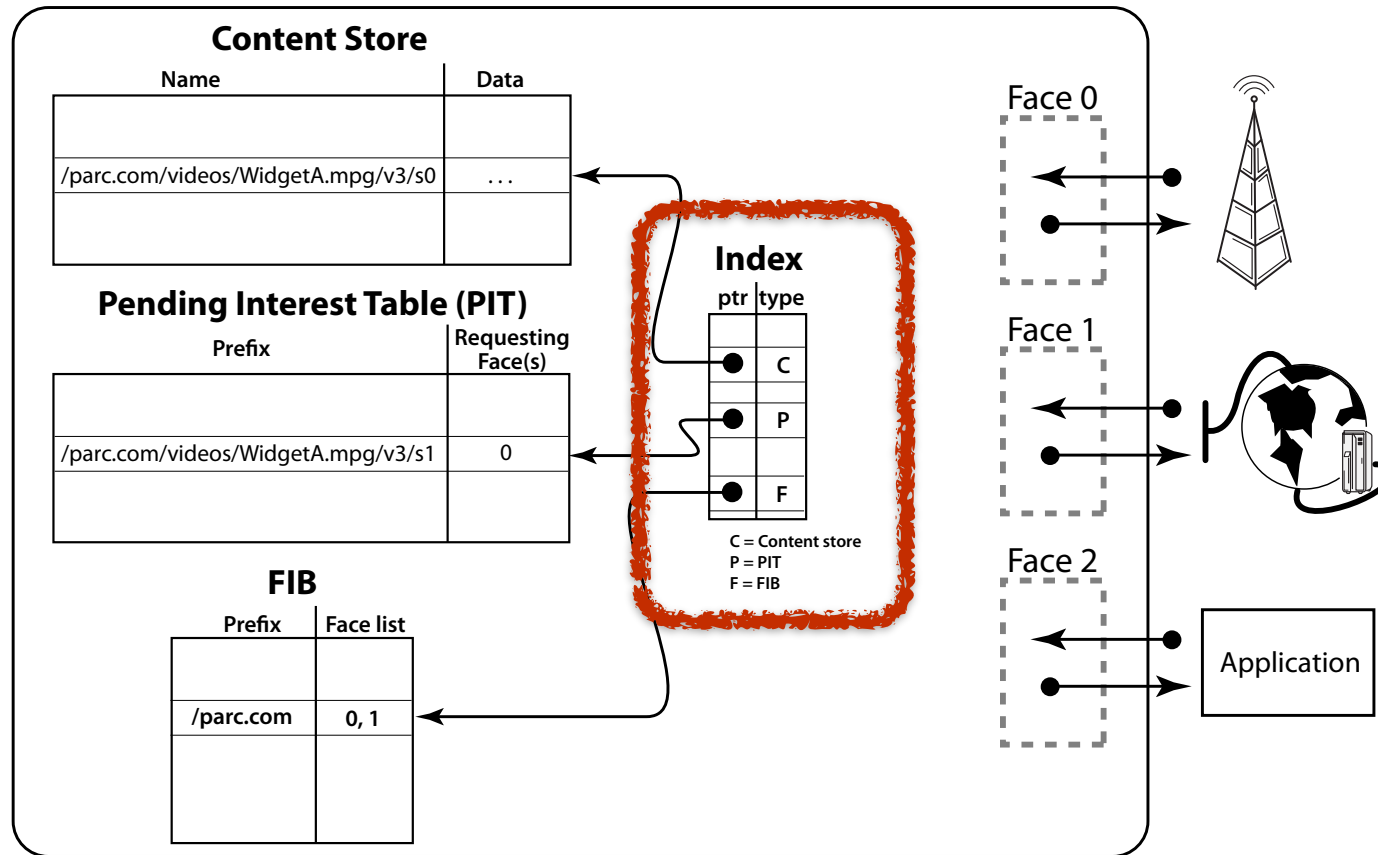 Content Store
Name Data
/parc.com/videos/WidgetA.mpg/v3/s0 ...
Pending Interest Table (PIT)
Prefix Requesting Face(s)
/parc.com/videos/WidgetA.mpg/v3/s1 0
FIB
Prefix Face list
/parc.com 0, 1
Index
ptr type
C
P
F
C = Content store
P = PIT
F = FIB
Face 0
Face 1
Face 2
Application